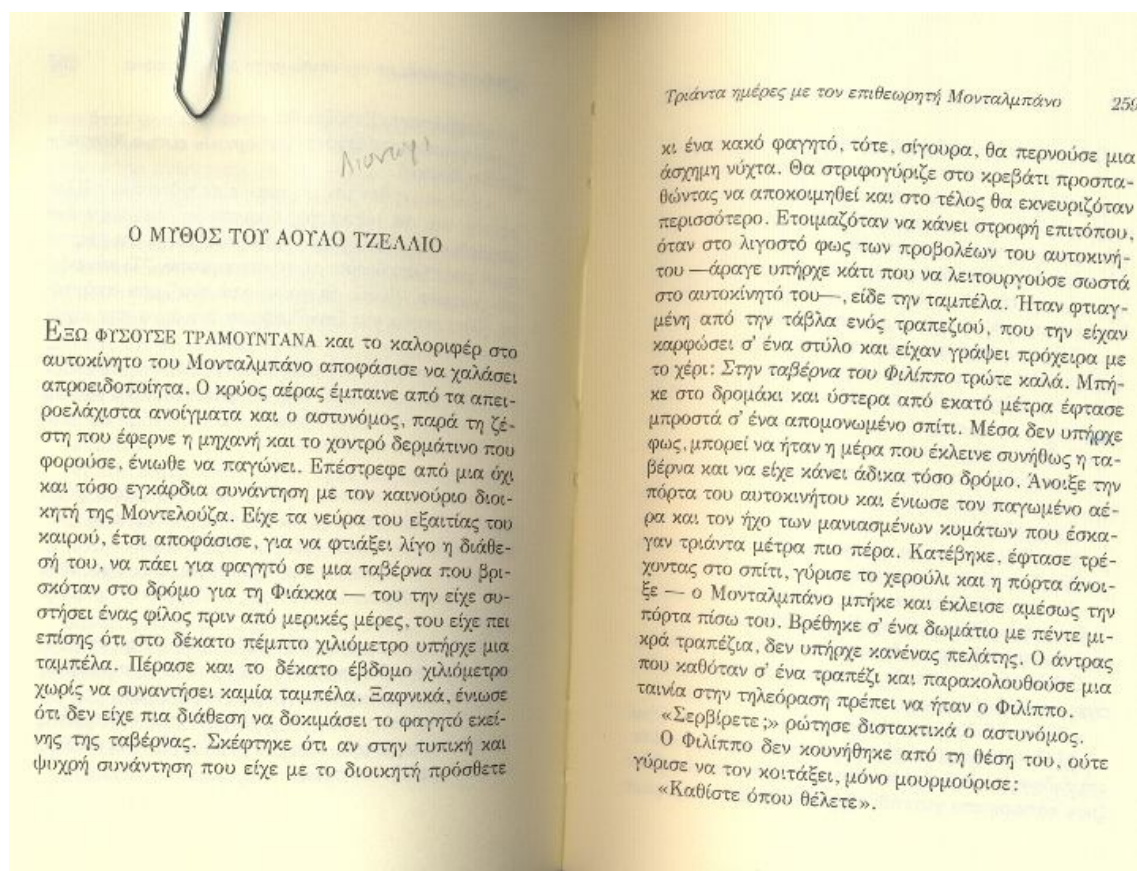 Λιοντάρι
Ο ΜΥΘΟΣ ΤΟΥ ΑΟΥΛΟ ΤΖΕΛΛΙΟ
ΕΞΩ ΦΥΣΟΥΣΕ ΤΡΑΜΟΥΝΤΑΝΑ και το καλοριφέρ στο
αυτοκίνητο του Μονταλμπάνο αποφάσισε να χαλάσει
απροειδοποίητα. Ο κρύος αέρας έμπαινε από τα απει-
ροελάχιστα ανοίγματα και ο αστυνόμος, παρά τη ζέ-
στη που έφερνε η μηχανή και το χοντρό δερμάτινο που
φορούσε, ένιωθε να παγώνει. Επέστρεφε από μια όχι
και τόσο εγκάρδια συνάντηση με τον καινούριο διοι-
κητή της Μοντελούζα. Είχε τα νεύρα του εξαιτίας του
καιρού, έτσι αποφάσισε, για να φτιάξει λίγο η διάθε-
σή του, να πάει για φαγητό σε μια ταβέρνα που βρι-
σκόταν στο δρόμο για τη Φιάκκα — του την είχε συ-
στήσει ένας φίλος πριν από μερικές μέρες, του είχε πει
επίσης ότι στο δέκατο πέμπτο χιλιόμετρο υπήρχε μια
ταμπέλα. Πέρασε και το δέκατο έβδομο χιλιόμετρο
χωρίς να συναντήσει καμία ταμπέλα. Ξαφνικά, ένιωσε
ότι δεν είχε πια διάθεση να δοκιμάσει το φαγητό εκεί-
νης της ταβέρνας. Σκέφτηκε ότι αν στην τυπική και
ψυχρή συνάντηση που είχε με το διοικητή πρόσθετε
Τριάντα ημέρες με τον επιθεωρητή Μονταλμπάνο 259
κι ένα κακό φαγητό, τότε, σίγουρα, θα περνούσε μια
άσχημη νύχτα. Θα στριφογύριζε στο κρεβάτι προσπα-
θώντας να αποκοιμηθεί και στο τέλος θα εκνευριζόταν
περισσότερο. Ετοιμαζόταν να κάνει στροφή επιτόπου,
όταν στο λιγοστό φως των προβολέων του αυτοκινή-
του —άραγε υπήρχε κάτι που να λειτουργούσε σωστά
στο αυτοκίνητό του—, είδε την ταμπέλα. Ήταν φτιαγ-
μένη από την τάβλα ενός τραπεζιού, που την είχαν
καρφώσει σ' ένα στύλο και είχαν γράψει πρόχειρα με
το χέρι: Στην ταβέρνα του Φιλίππο τρώτε καλά. Μπή-
κε στο δρομάκι και ύστερα από εκατό μέτρα έφτασε
μπροστά σ' ένα απομονωμένο σπίτι. Μέσα δεν υπήρχε
φως, μπορεί να ήταν η μέρα που έκλεινε συνήθως η τα-
βέρνα και να είχε κάνει άδικα τόσο δρόμο. Άνοιξε την
πόρτα του αυτοκινήτου και ένιωσε τον παγωμένο αέ-
ρα και τον ήχο των μανιασμένων κυμάτων που έσκα-
γαν τριάντα μέτρα πιο πέρα. Κατέβηκε, έφτασε τρέ-
χοντας στο σπίτι, γύρισε το χερούλι και η πόρτα άνοι-
ξε — ο Μονταλμπάνο μπήκε και έκλεισε αμέσως την
πόρτα πίσω του. Βρέθηκε σ' ένα δωμάτιο με πέντε μι-
κρά τραπέζια, δεν υπήρχε κανένας πελάτης. Ο άντρας
που καθόταν σ' ένα τραπέζι και παρακολουθούσε μια
ταινία στην τηλεόραση πρέπει να ήταν ο Φιλίππο.
«Σερβίρετε;» ρώτησε διστακτικά ο αστυνόμος.
Ο Φιλίππο δεν κουνήθηκε από τη θέση του, ούτε
γύρισε να τον κοιτάξει, μόνο μουρμούρισε:
«Καθίστε όπου θέλετε».